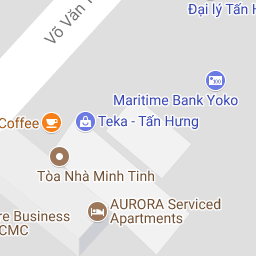 Đại lý Tấn H
Võ Văn T
Maritime Bank Yoko
Coffee
Teka - Tấn Hưng
Tòa Nhà Minh Tinh
AURORA Serviced
Apartments
re Business
CMC